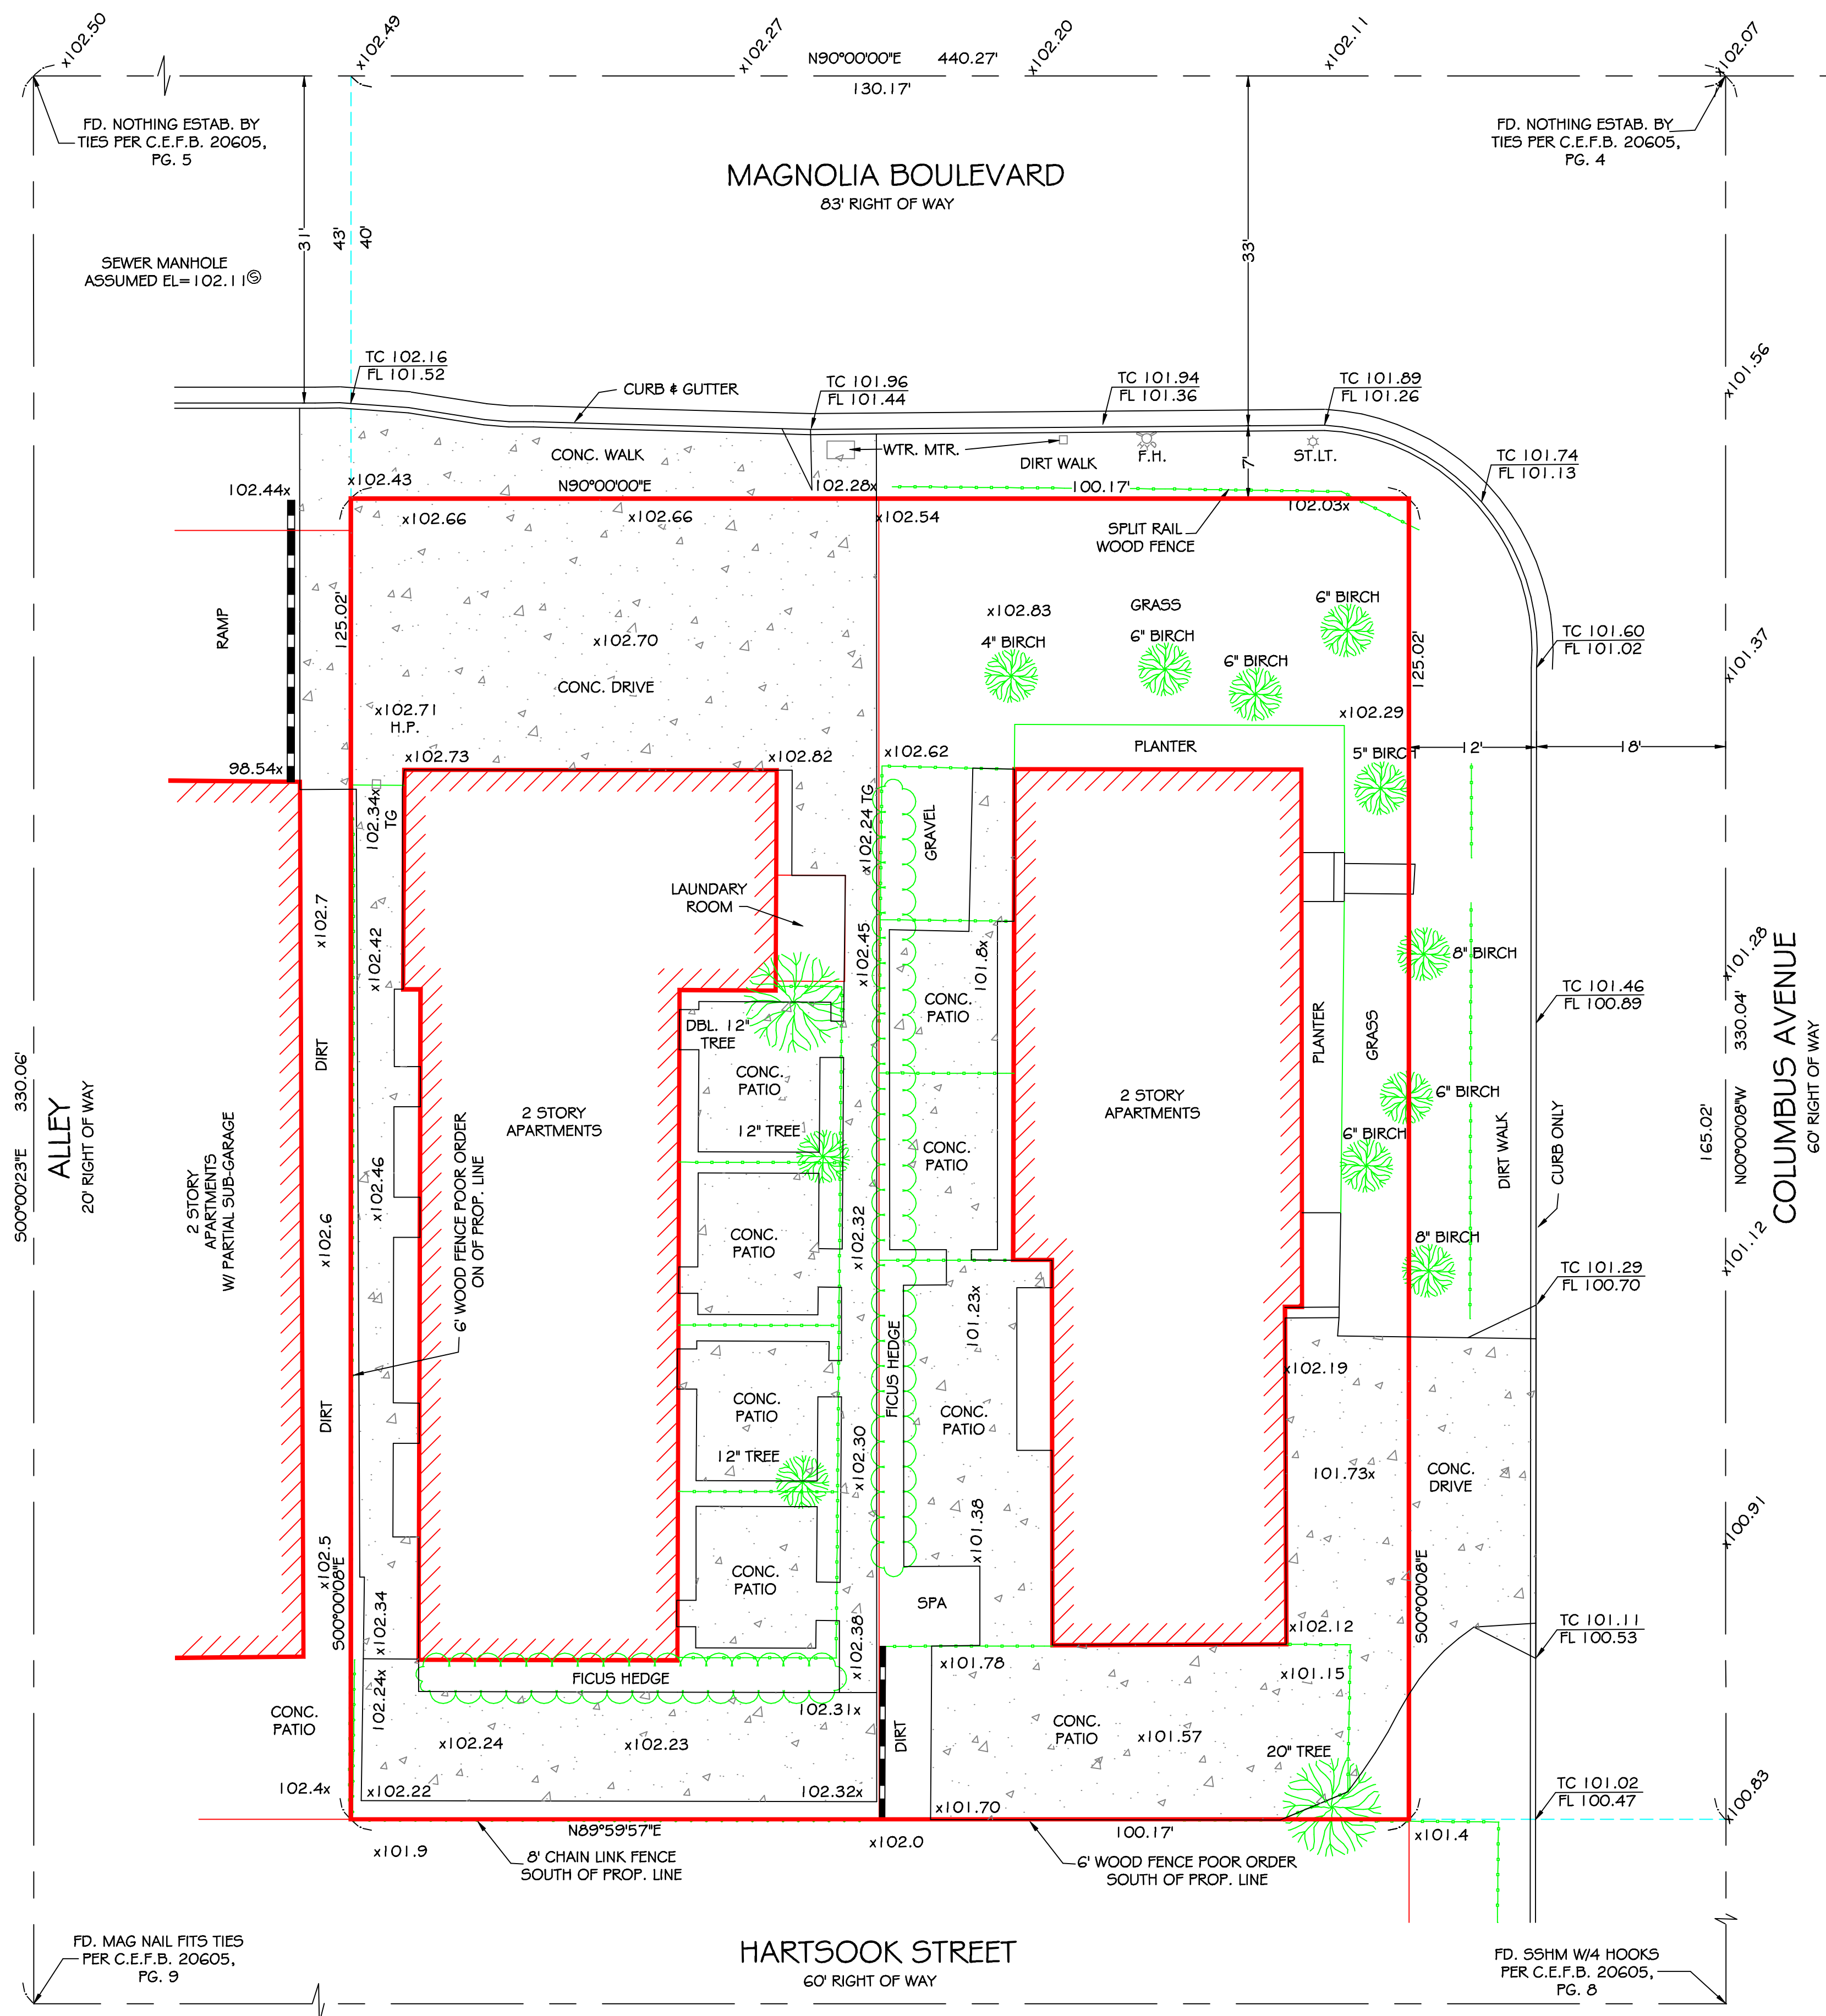 x102.50
x102.49
x102.27
N90°00'00"E 440.27'
x102.20
x102.11
x102.07
130.17'
FD. NOTHING ESTAB. BY
TIES PER C.E.F.B. 20605,
PG. 5
FD. NOTHING ESTAB. BY
TIES PER C.E.F.B. 20605,
PG. 4
MAGNOLIA BOULEVARD
83' RIGHT OF WAY
31'
43'
40'
33'
SEWER MANHOLE
ASSUMED EL=102.11 Ⓢ
TC 102.16
FL 101.52
CURB & GUTTER
TC 101.96
FL 101.44
TC 101.94
FL 101.36
TC 101.89
FL 101.26
x101.56
CONC. WALK
WTR. MTR.
DIRT WALK
F.H.
7'
ST.LT.
TC 101.74
FL 101.13
102.44x
x102.43
N90°00'00"E
102.28x
100.17'
x102.66
x102.66
x102.54
102.03x
SPLIT RAIL
WOOD FENCE
RAMP
125.02'
x102.70
x102.83
GRASS
6" BIRCH
4" BIRCH
6" BIRCH
6" BIRCH
125.02'
TC 101.60
FL 101.02
x101.37
CONC. DRIVE
x102.71
H.P.
x102.29
98.54x
x102.73
x102.82
x102.62
PLANTER
5" BIRCH
12'
18'
102.34x
TG
x102.24 TG
GRAVEL
LAUNDARY
ROOM
x102.7
x102.42
x102.45
101.8x
8" BIRCH
x101.28
TC 101.46
FL 100.89
CONC.
PATIO
DBL. 12"
TREE
DIRT
CONC.
PATIO
PLANTER
GRASS
S00°00'23"E 330.06'
ALLEY
20' RIGHT OF WAY
2 STORY
APARTMENTS
W/ PARTIAL SUB-GARAGE
2 STORY
APARTMENTS
12" TREE
CONC.
PATIO
2 STORY
APARTMENTS
6" BIRCH
6" BIRCH
DIRT WALK
CURB ONLY
165.02'
N00°00'08"W 330.04'
COLUMBUS AVENUE
60' RIGHT OF WAY
x102.46
6' WOOD FENCE POOR ORDER
ON OF PROP. LINE
x102.6
CONC.
PATIO
x102.32
8" BIRCH
x101.12
TC 101.29
FL 100.70
101.23x
FICUS HEDGE
x102.19
DIRT
CONC.
PATIO
CONC.
PATIO
12" TREE
x102.30
101.73x
CONC.
DRIVE
x101.38
x100.91
x102.5
S00°00'08"E
CONC.
PATIO
SPA
S00°00'08"E
x102.34
x102.38
x102.12
TC 101.11
FL 100.53
x101.78
x101.15
FICUS HEDGE
102.24x
CONC.
PATIO
102.31x
DIRT
CONC.
PATIO
x102.24
x102.23
x101.57
20" TREE
102.4x
x102.22
102.32x
x101.70
TC 101.02
FL 100.47
x100.83
N89°59'57"E
100.17'
x101.9
x102.0
x101.4
8' CHAIN LINK FENCE
SOUTH OF PROP. LINE
6' WOOD FENCE POOR ORDER
SOUTH OF PROP. LINE
FD. MAG NAIL FITS TIES
PER C.E.F.B. 20605,
PG. 9
HARTSOOK STREET
60' RIGHT OF WAY
FD. SSHM W/4 HOOKS
PER C.E.F.B. 20605,
PG. 8